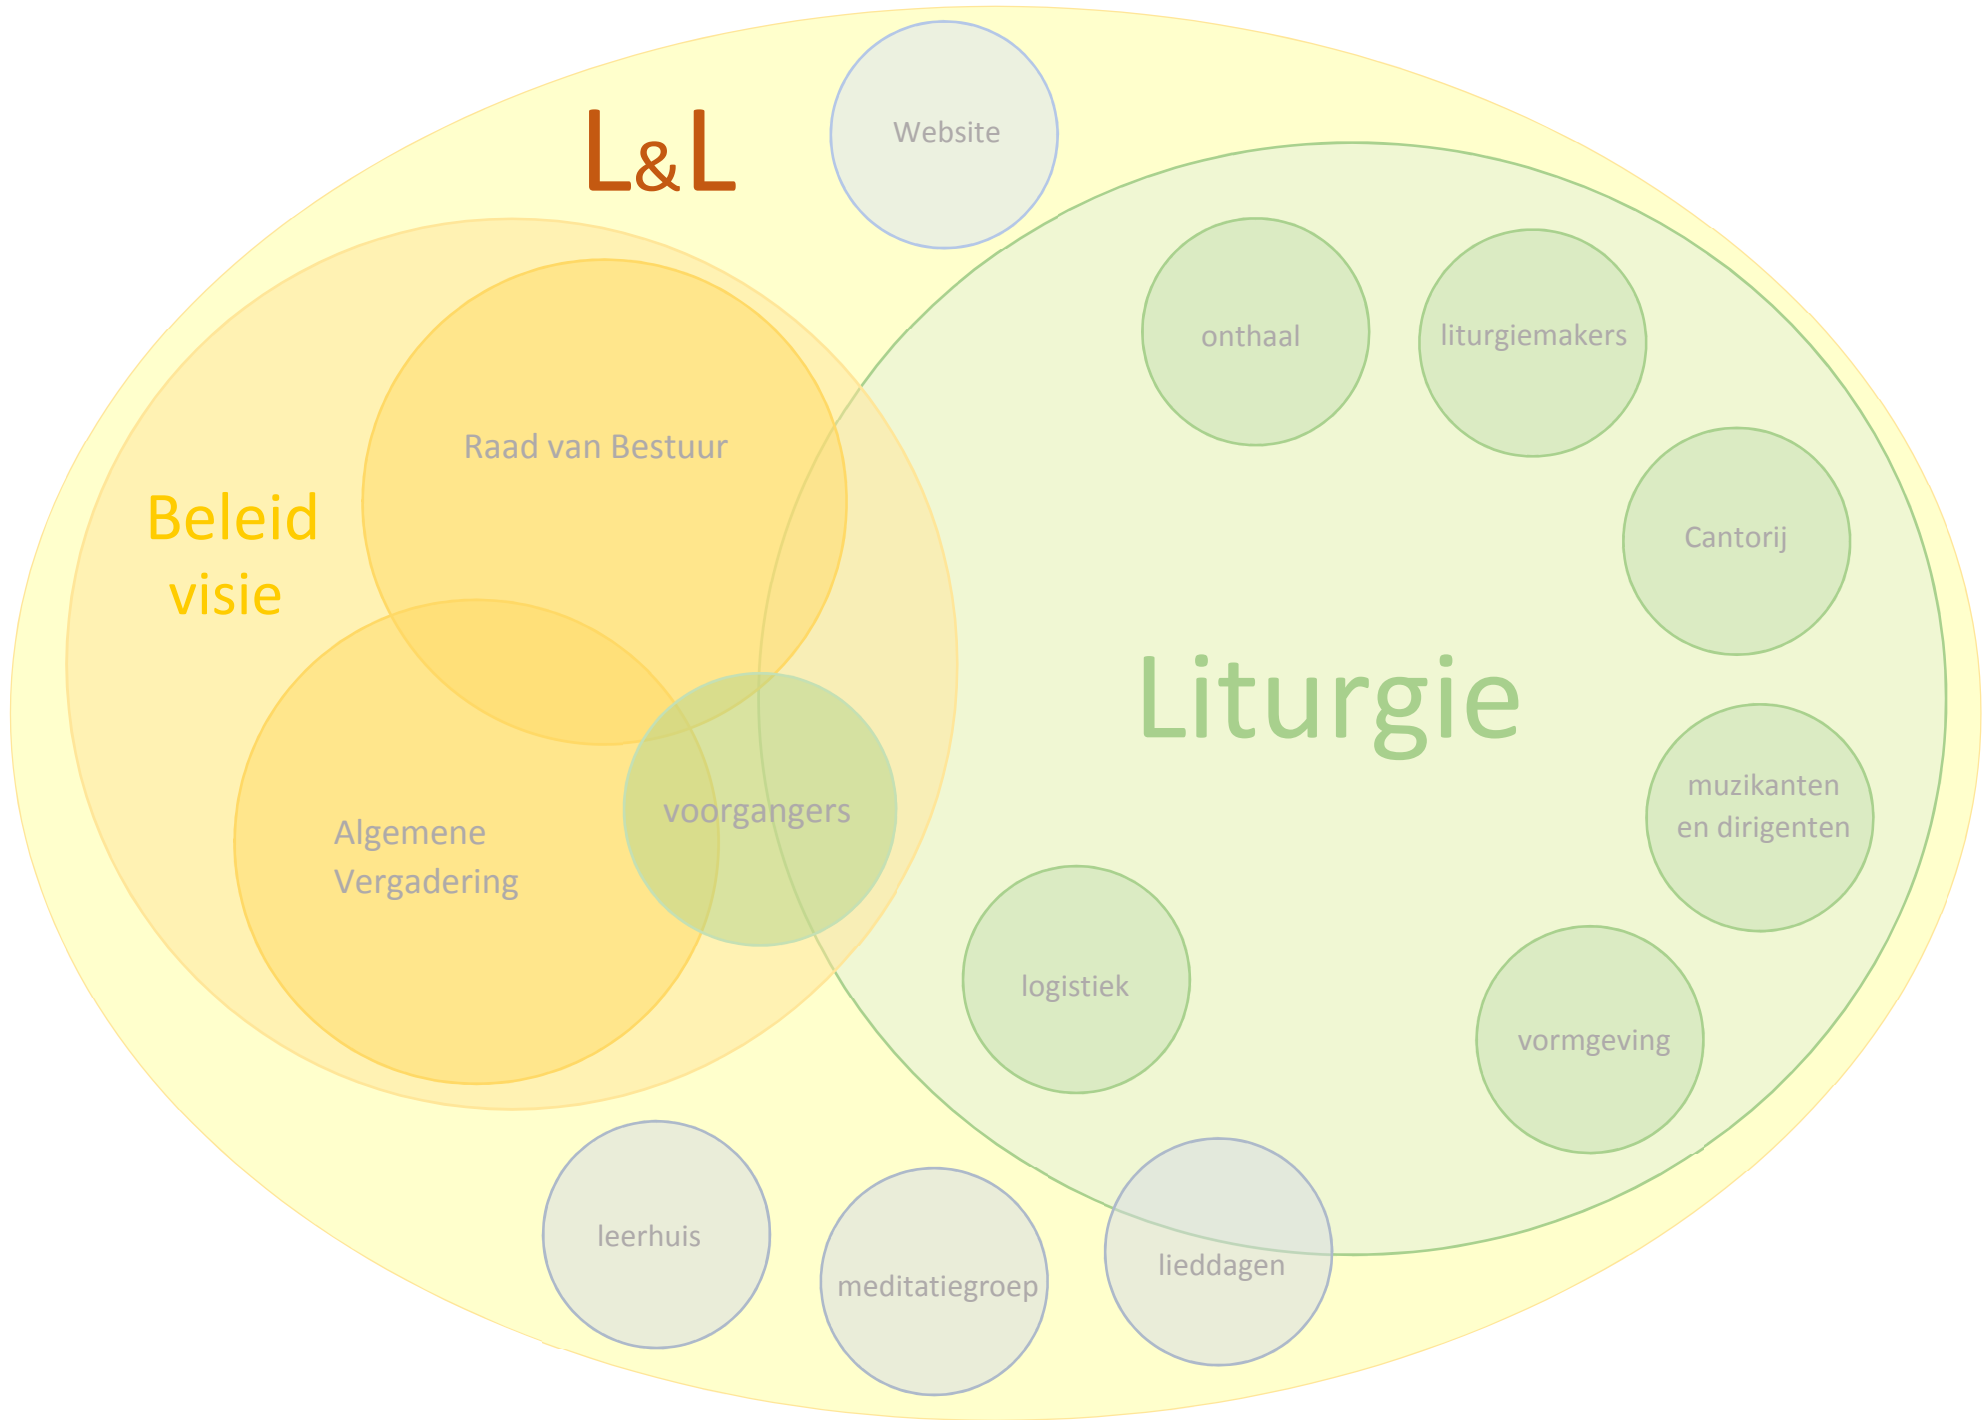 Website
L&L
onthaal
liturgiemakers
Raad van Bestuur
Beleid
visie
Cantorij
Liturgie
muzikanten
en dirigenten
voorgangers
Algemene
Vergadering
logistiek
vormgeving
leerhuis
meditatiegroep
lieddagen